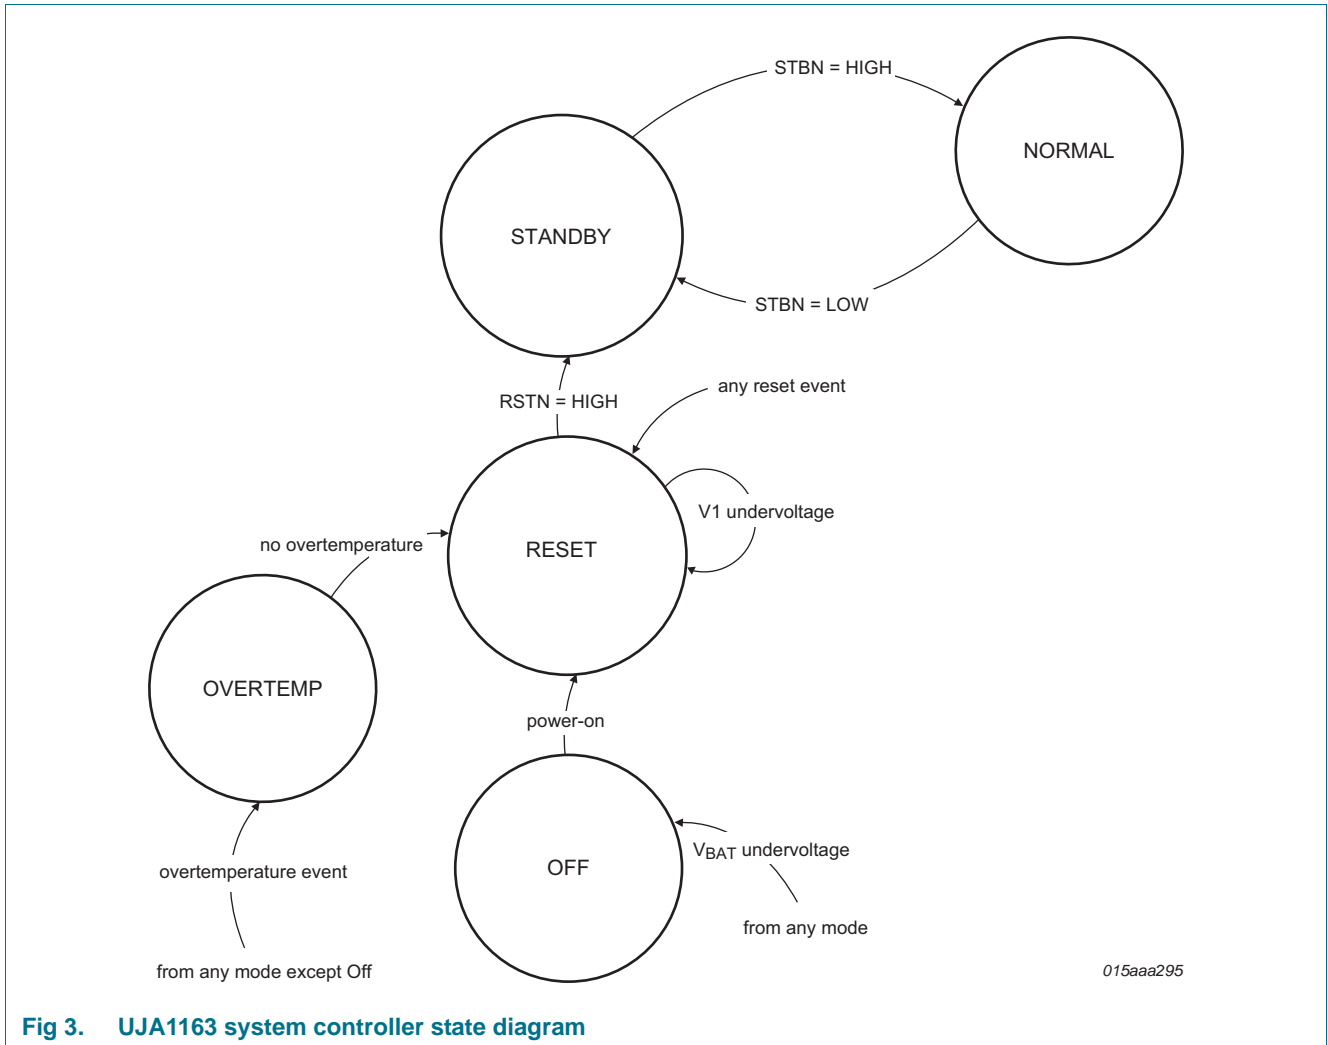 STBN = HIGH
NORMAL
STANDBY
STBN = LOW
any reset event
RSTN = HIGH
V1 undervoltage
no overtemperature
RESET
OVERTEMP
power-on
VBAT undervoltage
OFF
overtemperature event
from any mode
from any mode except Off
015aaa295
Fig 3. UJA1163 system controller state diagram